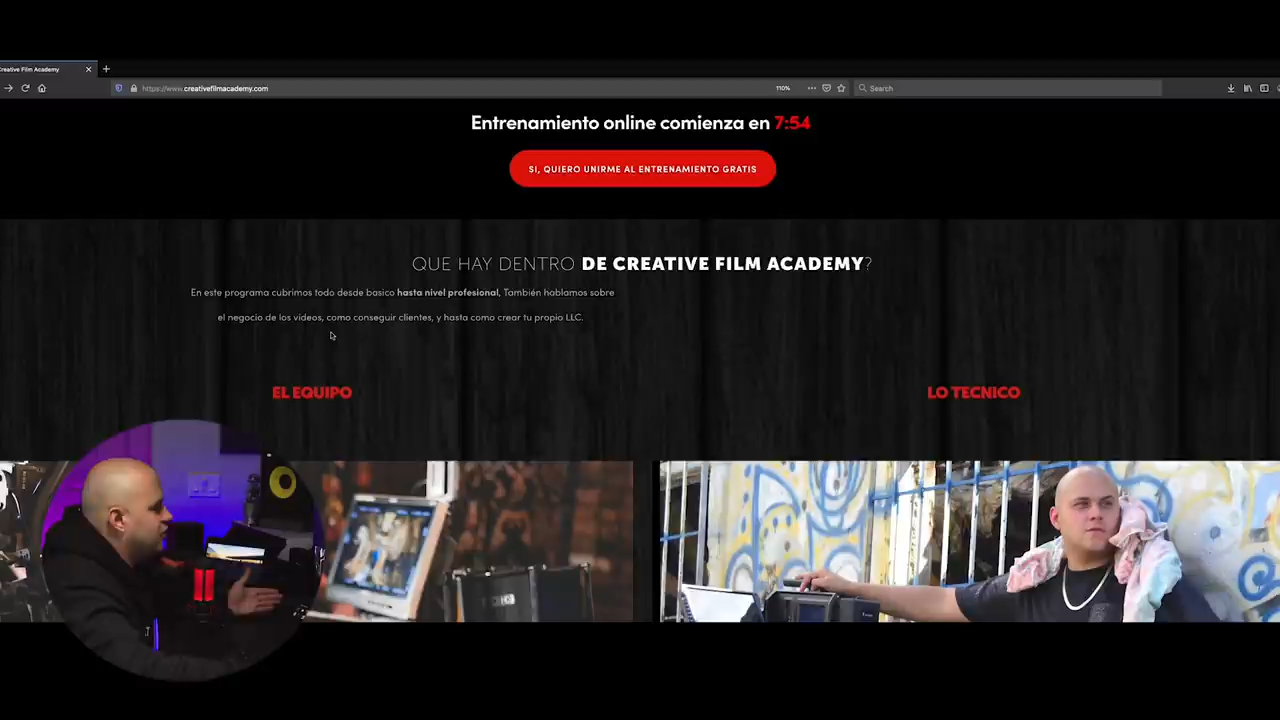 Creative Film Academy
https://www.creativefilmacademy.com
110%
Search
Entrenamiento online comienza en 7:54
SI, QUIERO UNIRME AL ENTRENAMIENTO GRATIS
QUE HAY DENTRO DE CREATIVE FILM ACADEMY?
En este programa cubrimos todo desde basico hasta nivel profesional, También hablamos sobre
el negocio de los videos, como conseguir clientes, y hasta como crear tu propio LLC.
EL EQUIPO
LO TECNICO